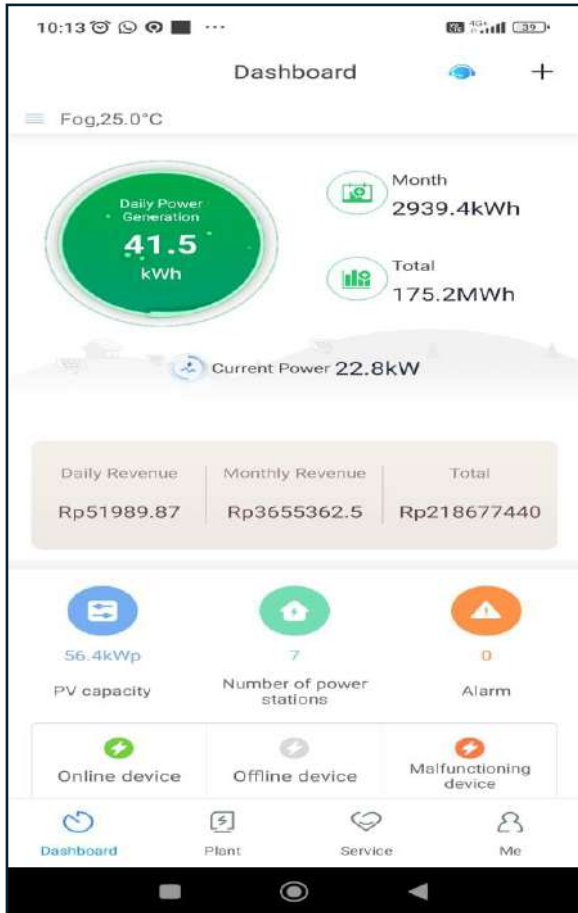 10:13
4G+
39
Dashboard
+
Fog,25.0°C
Daily Power
Generation
41.5
kWh
Month
2939.4kWh
Total
175.2MWh
Current Power 22.8kW
Daily Revenue
Monthly Revenue
Total
Rp51989.87
Rp3655362.5
Rp218677440
56.4kWp
7
0
PV capacity
Number of power
stations
Alarm
Online device
Offline device
Malfunctioning
device
Dashboard
Plant
Service
Me